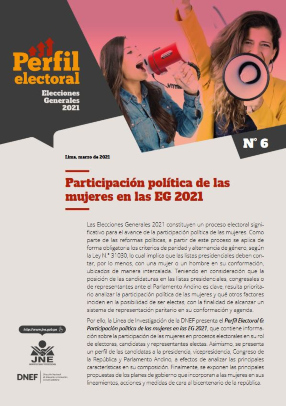 Perfil
electoral
Elecciones
Generales
2021
N° 6
Lima, marzo de 2021
Participación política de las
mujeres en las EG 2021
Las Elecciones Generales 2021 constituyen un proceso electoral signi-
ficativo para el avance de la participación política de las mujeres. Como
parte de las reformas políticas, a partir de este proceso se aplica de
forma obligatoria los criterios de paridad y alternancia de género, según
la Ley N.° 31030, lo cual implica que las listas presidenciales deben con-
tar, por lo menos, con una mujer o un hombre en su conformación,
ubicados de manera intercalada. Teniendo en consideración que la
posición de las candidaturas en las listas presidenciales, congresales o
de representantes ante el Parlamento Andino es clave, resulta priorita-
rio analizar la participación política de las mujeres y qué otros factores
inciden en la posibilidad de ser electas, con la finalidad de alcanzar un
sistema de representación paritario en su conformación y agenda.
Por ello, la Línea de Investigación de la DNEF presenta el Perfil Electoral 6:
Participación política de las mujeres en las EG 2021, que contiene informa-
ción sobre la participación de las mujeres en procesos electorales en su rol
de electoras, candidatas y representantes electas. Asimismo, se presenta
un perfil de las candidatas a la presidencia, vicepresidencia, Congreso de
la República y Parlamento Andino, a efectos de analizar las principales
características en su composición. Finalmente, se exponen las principales
propuestas de los planes de gobierno que incorporan a las mujeres en sus
lineamientos, acciones y medidas de cara al bicentenario de la república.
JNE
DNEF